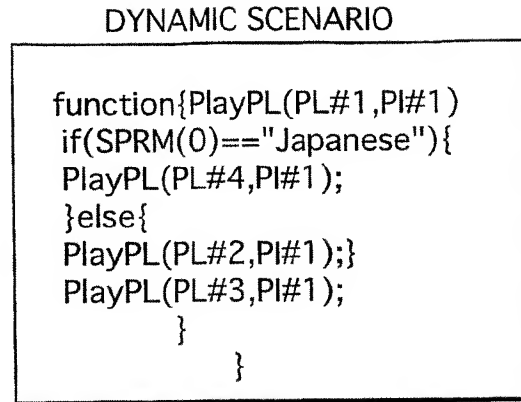 DYNAMIC SCENARIO
function{PlayPL(PL#1,PI#1)
if(SPRM(0)=="Japanese"){
PlayPL(PL#4,PI#1);
}else{
PlayPL(PL#2,PI#1);}
PlayPL(PL#3,PI#1);
}
}